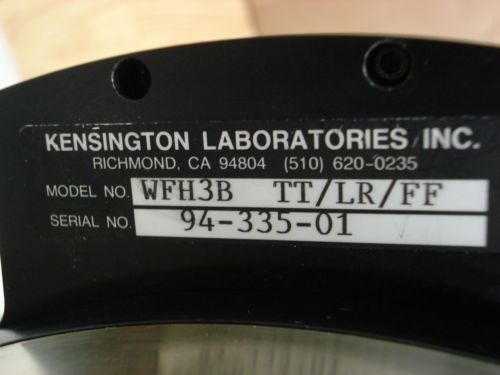 KENSINGTON LABORATORIES INC.
RICHMOND, CA 94804 (510) 620-0235
MODEL NO. WFH3B TT/LR/FF
SERIAL NO. 94-335-01